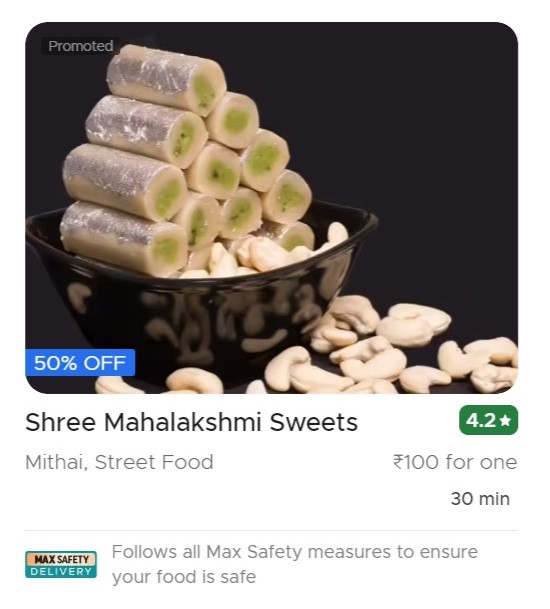 Promoted
50% OFF
Shree Mahalakshmi Sweets
4.2★
Mithai, Street Food
₹100 for one
30 min
MAX SAFETY
DELIVERY
Follows all Max Safety measures to ensure
your food is safe